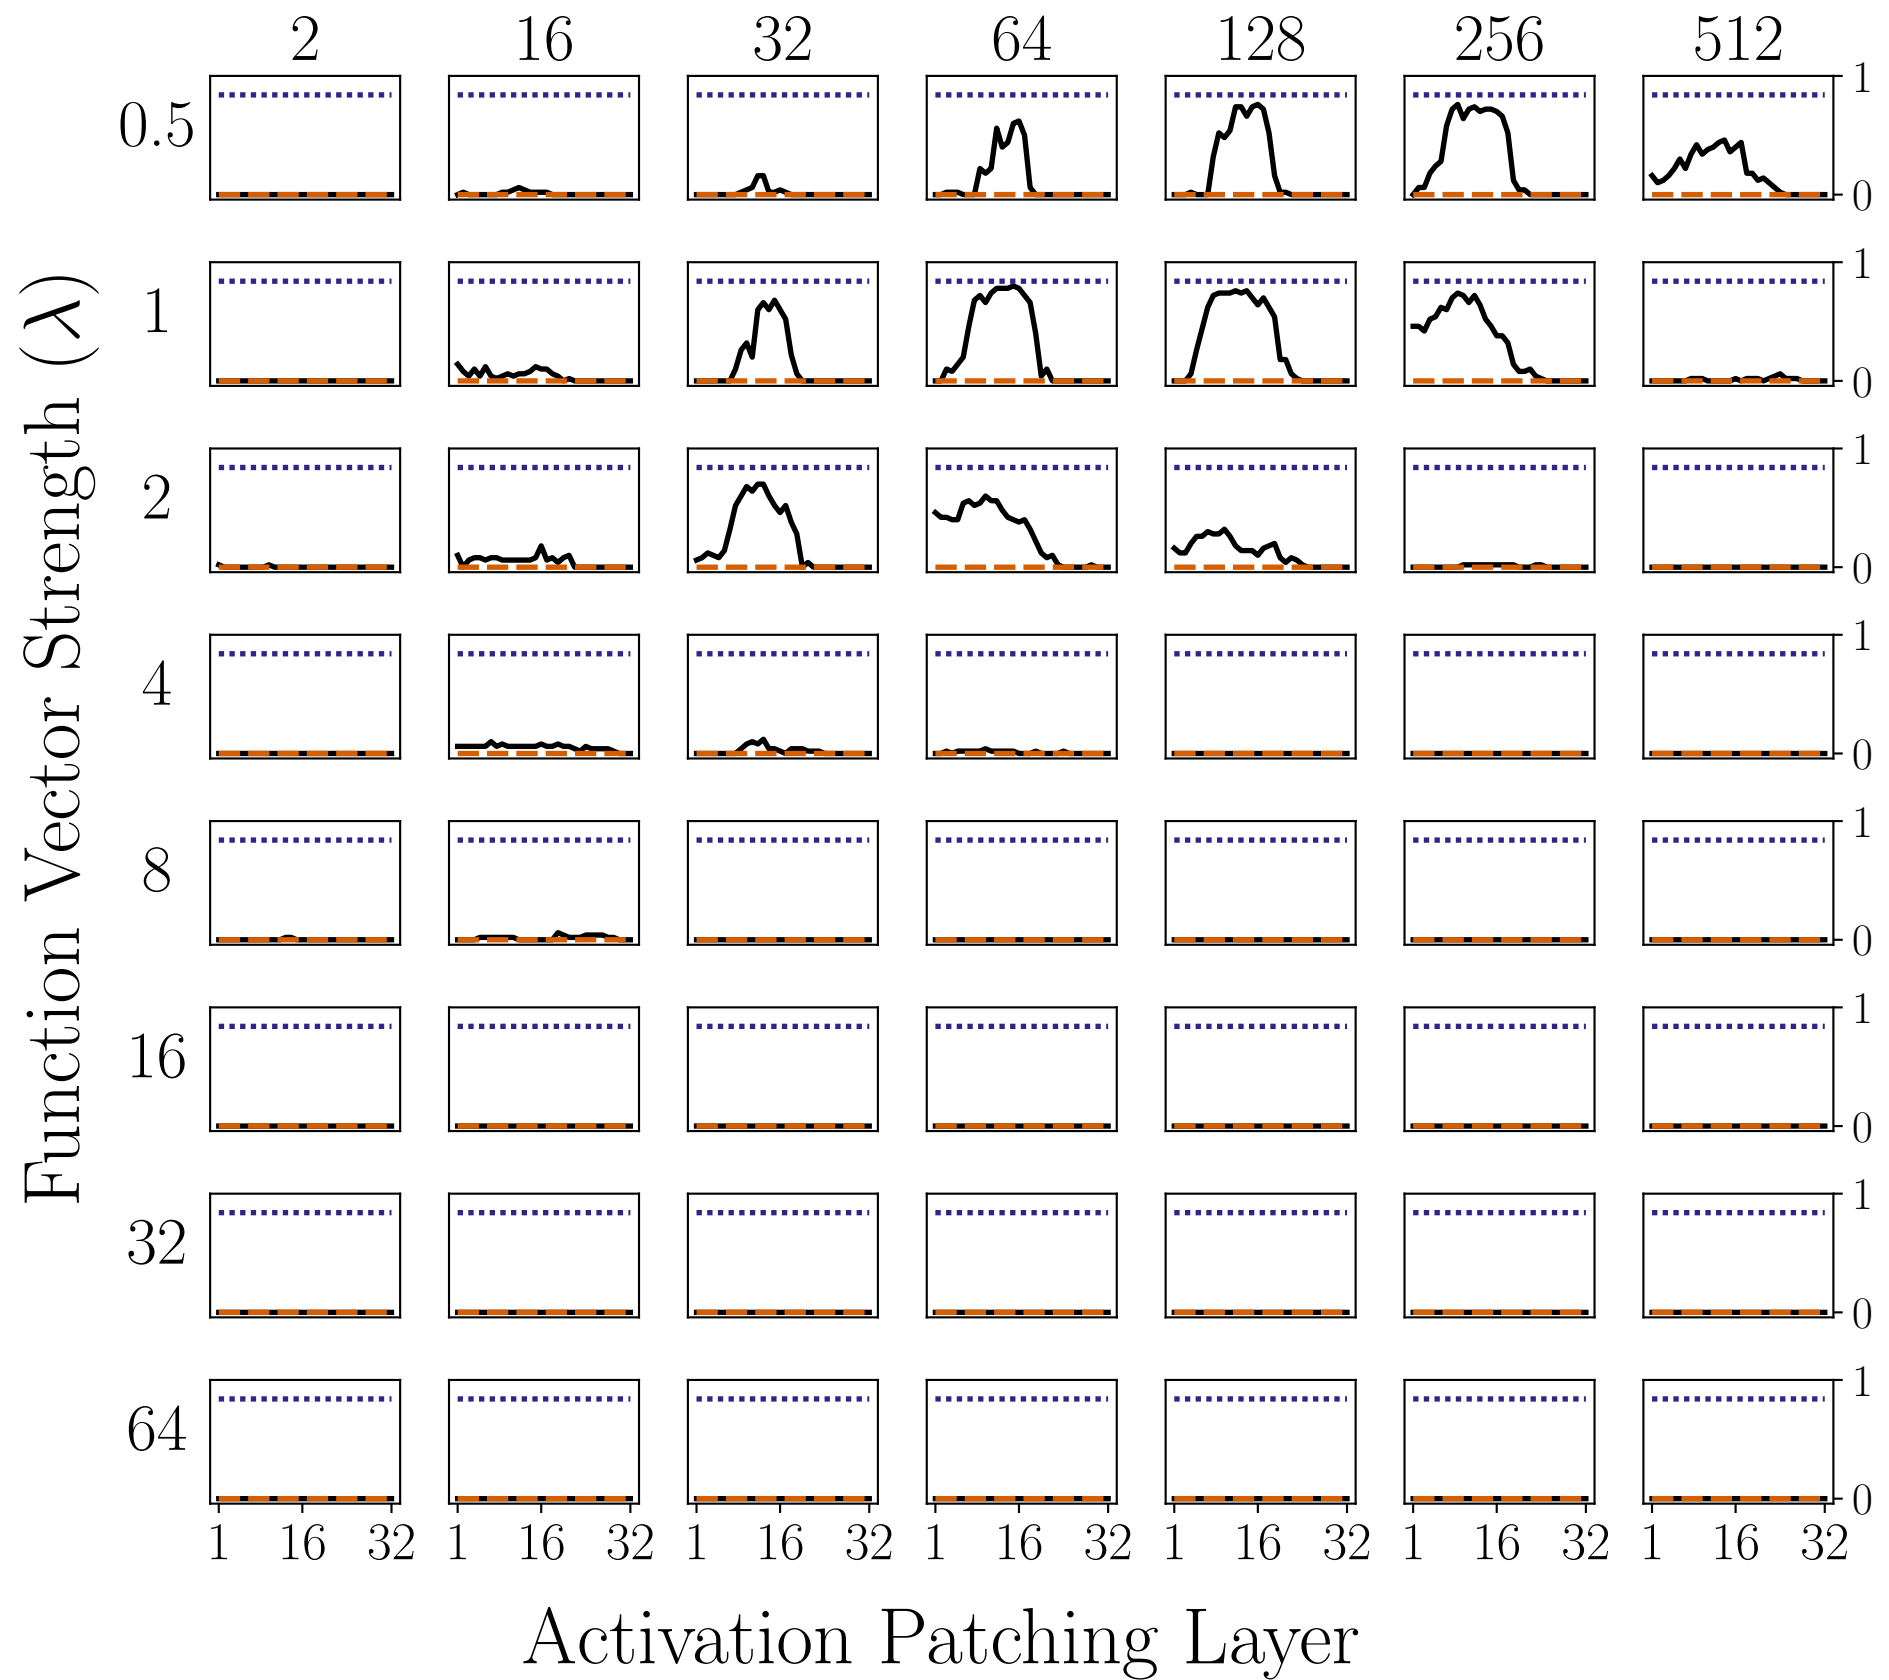 2 16 32 64 128 256 512
Function Vector Strength (λ)
0.5 1 0
1 1 0
2 1 0
4 1 0
8 1 0
16 1 0
32 1 0
64 1 0
1 16 32 1 16 32 1 16 32 1 16 32 1 16 32 1 16 32 1 16 32
Activation Patching Layer